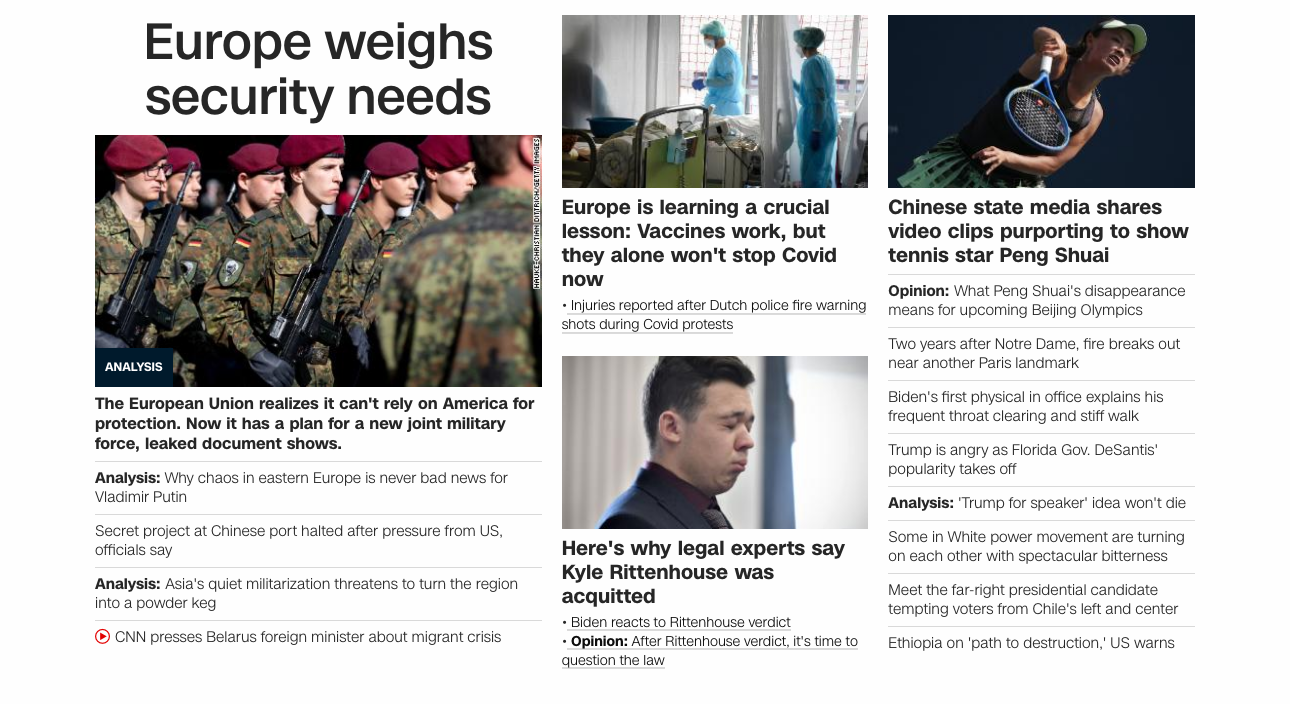 Europe weighs
security needs
HAUKE-CHRISTIAN DITTRICH/GETTY IMAGES
ANALYSIS
The European Union realizes it can't rely on America for
protection. Now it has a plan for a new joint military
force, leaked document shows.
Analysis: Why chaos in eastern Europe is never bad news for
Vladimir Putin
Secret project at Chinese port halted after pressure from US,
officials say
Analysis: Asia's quiet militarization threatens to turn the region
into a powder keg
CNN presses Belarus foreign minister about migrant crisis
Europe is learning a crucial
lesson: Vaccines work, but
they alone won't stop Covid
now
• Injuries reported after Dutch police fire warning
shots during Covid protests
Here's why legal experts say
Kyle Rittenhouse was
acquitted
• Biden reacts to Rittenhouse verdict
• Opinion: After Rittenhouse verdict, it's time to
question the law
Chinese state media shares
video clips purporting to show
tennis star Peng Shuai
Opinion: What Peng Shuai's disappearance
means for upcoming Beijing Olympics
Two years after Notre Dame, fire breaks out
near another Paris landmark
Biden's first physical in office explains his
frequent throat clearing and stiff walk
Trump is angry as Florida Gov. DeSantis'
popularity takes off
Analysis: 'Trump for speaker' idea won't die
Some in White power movement are turning
on each other with spectacular bitterness
Meet the far-right presidential candidate
tempting voters from Chile's left and center
Ethiopia on 'path to destruction,' US warns